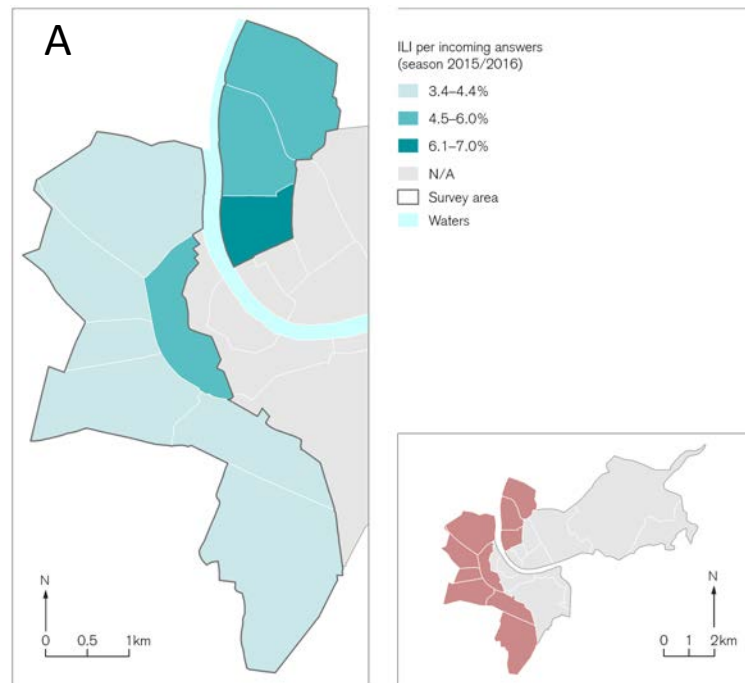 A
ILI per incoming answers
(season 2015/2016)
3.4–4.4%
4.5–6.0%
6.1–7.0%
N/A
Survey area
Waters
N
0 0.5 1km
N
0 1 2km